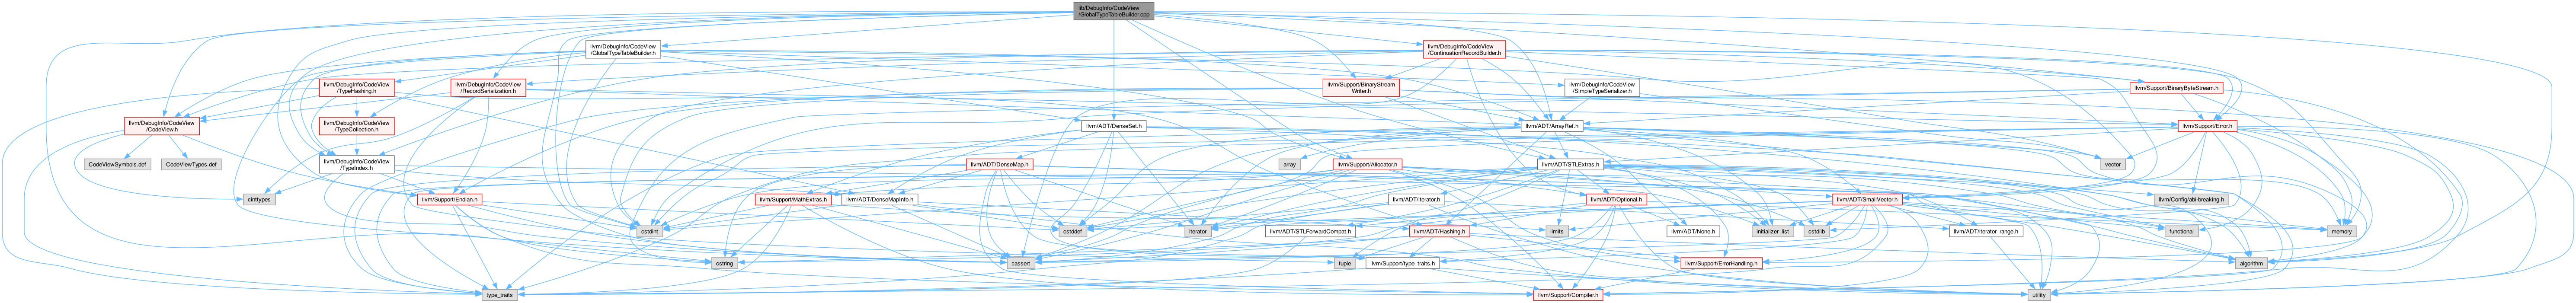 lib/DebugInfo/CodeView
/GlobalTypeTableBuilder.cpp
llvm/DebugInfo/CodeView
/GlobalTypeTableBuilder.h
llvm/DebugInfo/CodeView
/ContinuationRecordBuilder.h
llvm/DebugInfo/CodeView
/TypeHashing.h
llvm/DebugInfo/CodeView
/RecordSerialization.h
llvm/Support/BinaryStream
Writer.h
llvm/DebugInfo/CodeView
/SimpleTypeSerializer.h
llvm/Support/BinaryByteStream.h
llvm/DebugInfo/CodeView
/CodeView.h
llvm/DebugInfo/CodeView
/TypeCollection.h
llvm/ADT/DenseSet.h
llvm/ADT/ArrayRef.h
llvm/Support/Error.h
CodeViewSymbols.def
CodeViewTypes.def
llvm/DebugInfo/CodeView
/TypeIndex.h
llvm/ADT/DenseMap.h
array
llvm/Support/Allocator.h
llvm/ADT/STLExtras.h
vector
cinttypes
llvm/Support/Endian.h
llvm/Support/MathExtras.h
llvm/ADT/DenseMapInfo.h
llvm/ADT/iterator.h
llvm/ADT/Optional.h
llvm/ADT/SmallVector.h
llvm/Config/abi-breaking.h
cstdint
cstddef
iterator
llvm/ADT/STLForwardCompat.h
llvm/ADT/Hashing.h
limits
llvm/ADT/None.h
initializer_list
cstdlib
llvm/ADT/iterator_range.h
functional
memory
cstring
cassert
tuple
llvm/Support/type_traits.h
llvm/Support/ErrorHandling.h
algorithm
type_traits
llvm/Support/Compiler.h
utility